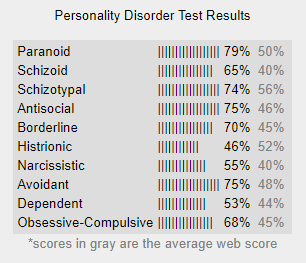 Personality Disorder Test Results
Paranoid |||||||||||||||||| 79% 50%
Schizoid |||||||||||||||| 65% 40%
Schizotypal |||||||||||||||||| 74% 56%
Antisocial |||||||||||||||||| 75% 46%
Borderline |||||||||||||||| 70% 45%
Histrionic |||||||||||| 46% 52%
Narcissistic |||||||||||||| 55% 40%
Avoidant |||||||||||||||||| 75% 48%
Dependent |||||||||||||| 53% 44%
Obsessive-Compulsive |||||||||||||||| 68% 45%
*scores in gray are the average web score